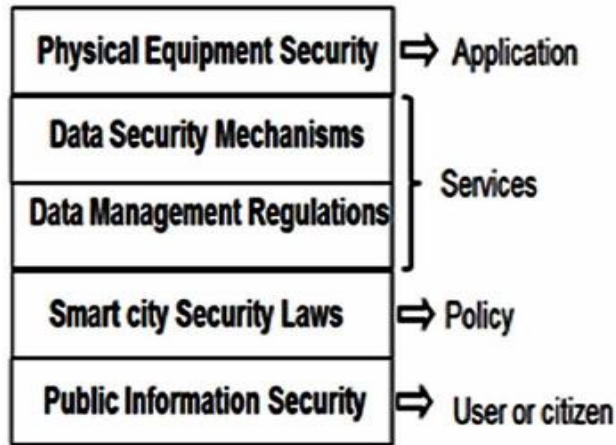 Physical Equipment Security Application
Data Security Mechanisms
Services
Data Management Regulations
Smart city Security Laws Policy
Public Information Security User or citizen